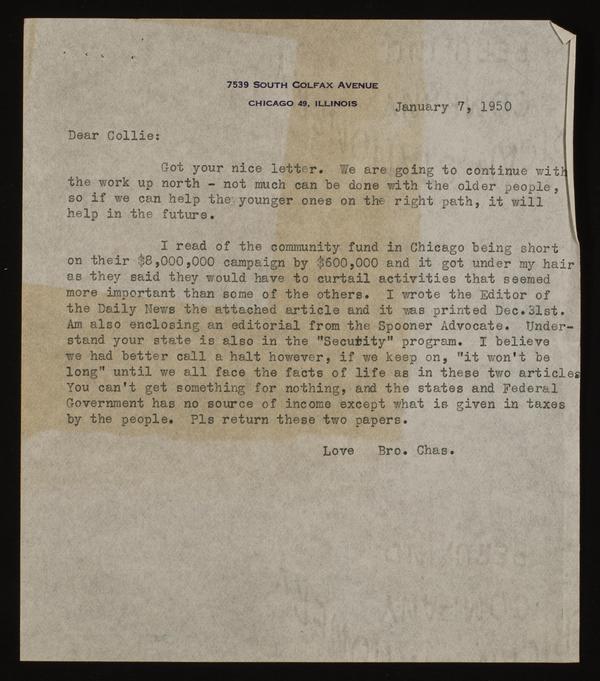 7539 SOUTH COLFAX AVENUE
CHICAGO 49, ILLINOIS
January 7, 1950
Dear Collie:
Got your nice letter. We are going to continue with
the work up north - not much can be done with the older people,
so if we can help the younger ones on the right path, it will
help in the future.
I read of the community fund in Chicago being short
on their $8,000,000 campaign by $600,000 and it got under my hair
as they said they would have to curtail activities that seemed
more important than some of the others. I wrote the Editor of
the Daily News the attached article and it was printed Dec.31st.
Am also enclosing an editorial from the Spooner Advocate. Under-
stand your state is also in the "Security" program. I believe
we had better call a halt however, if we keep on, "it won't be
long" until we all face the facts of life as in these two articles
You can't get something for nothing, and the states and Federal
Government has no source of income except what is given in taxes
by the people. Pls return these two papers.
Love Bro. Chas.